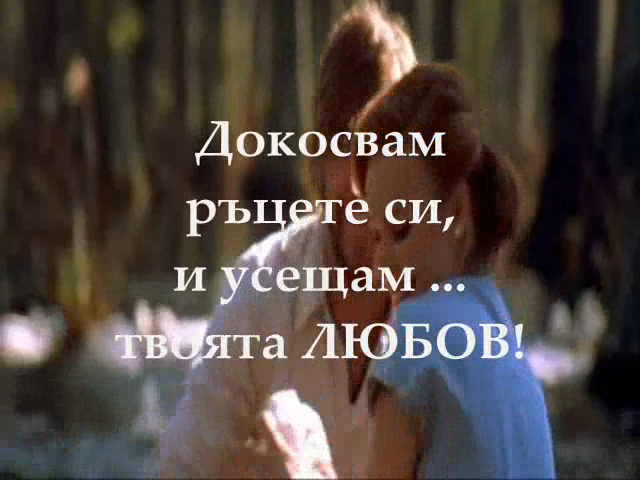 Докосвам
ръцете си,
и усещам ...
твоята ЛЮБОВ!